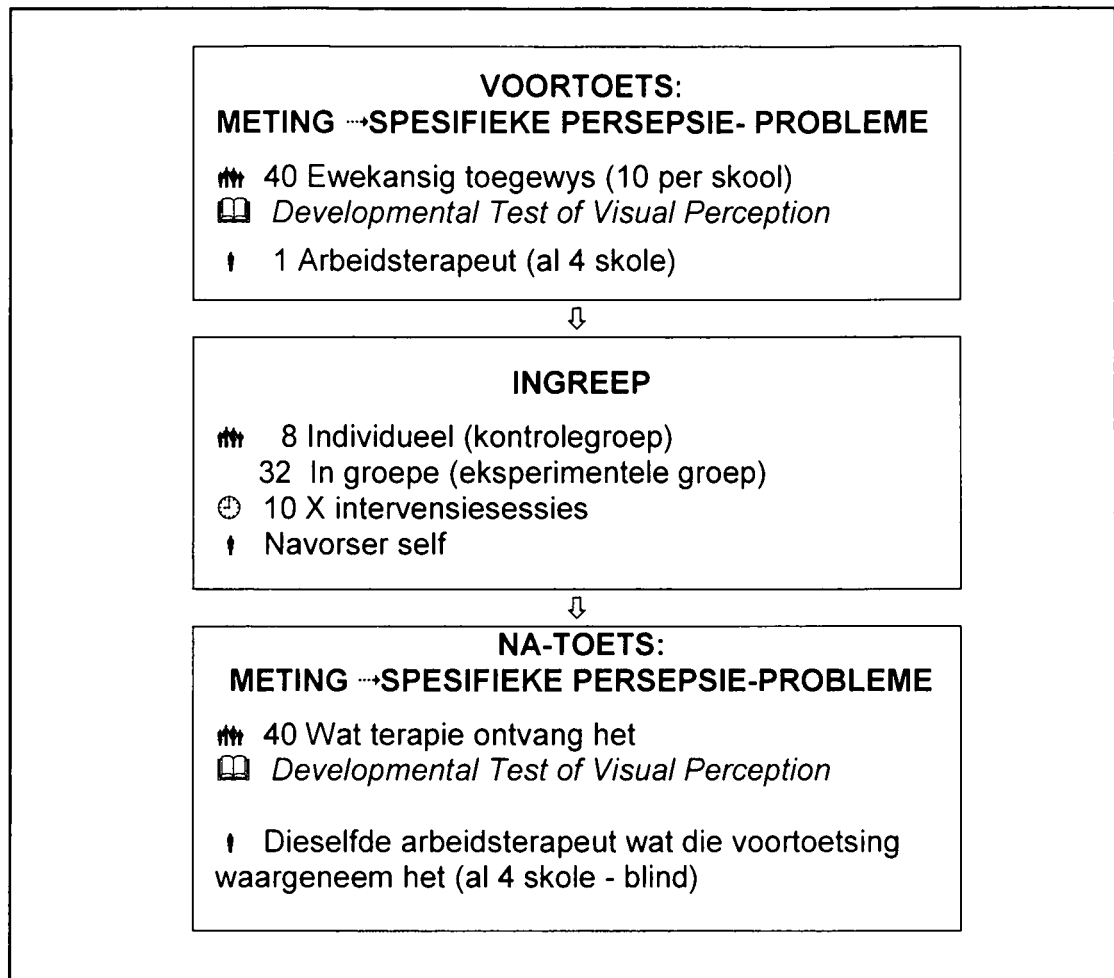 VOORTOETS:
METING ⤑SPESIFIEKE PERSEPSIE- PROBLEME
40 Ewekansig toegewys (10 per skool)
Developmental Test of Visual Perception
1 Arbeidsterapeut (al 4 skole)
INGREEP
8 Individueel (kontrolegroep)
32 In groepe (eksperimentele groep)
10 X intervensiesessies
Navorser self
NA-TOETS:
METING ⤑SPESIFIEKE PERSEPSIE-PROBLEME
40 Wat terapie ontvang het
Developmental Test of Visual Perception
Dieselfde arbeidsterapeut wat die voortoetsing
waargeneem het (al 4 skole - blind)